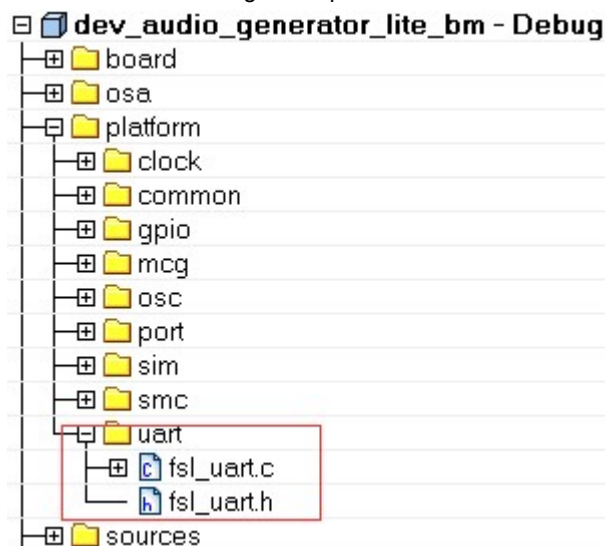 dev_audio_generator_lite_bm - Debug
board
osa
platform
clock
common
gpio
mcg
osc
port
sim
smc
uart
fsl_uart.c
fsl_uart.h
sources